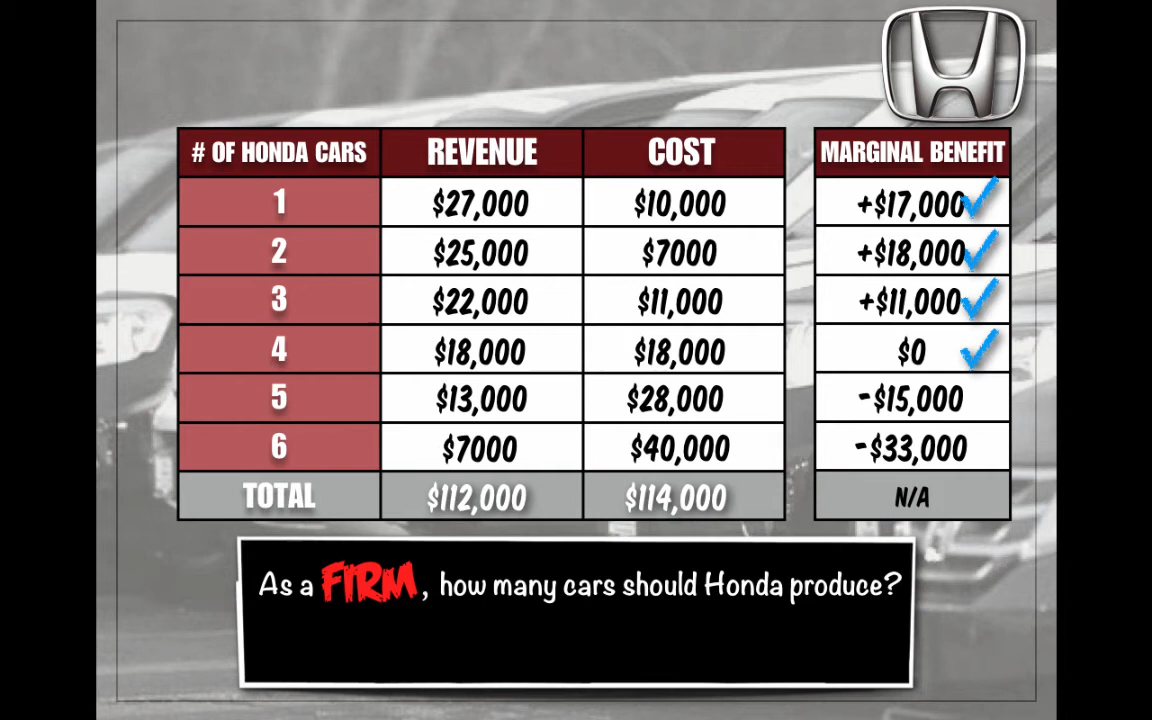 # OF HONDA CARS REVENUE COST MARGINAL BENEFIT
1 $27,000 $10,000 +$17,000
2 $25,000 $7000 +$18,000
3 $22,000 $11,000 +$11,000
4 $18,000 $18,000 $0
5 $13,000 $28,000 -$15,000
6 $7000 $40,000 -$33,000
TOTAL $112,000 $114,000 N/A
As a FIRM, how many cars should Honda produce?